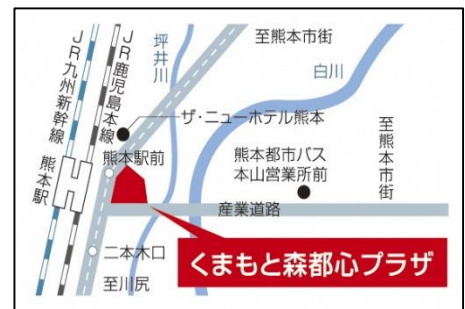 JR九州新幹線
JR鹿児島本線
坪井川
至熊本市街
白川
ザ・ニューホテル熊本
熊本駅前
熊本駅
熊本都市バス
本山営業所前
至熊本市街
産業道路
くまもと森都心プラザ
二本木口
至川尻